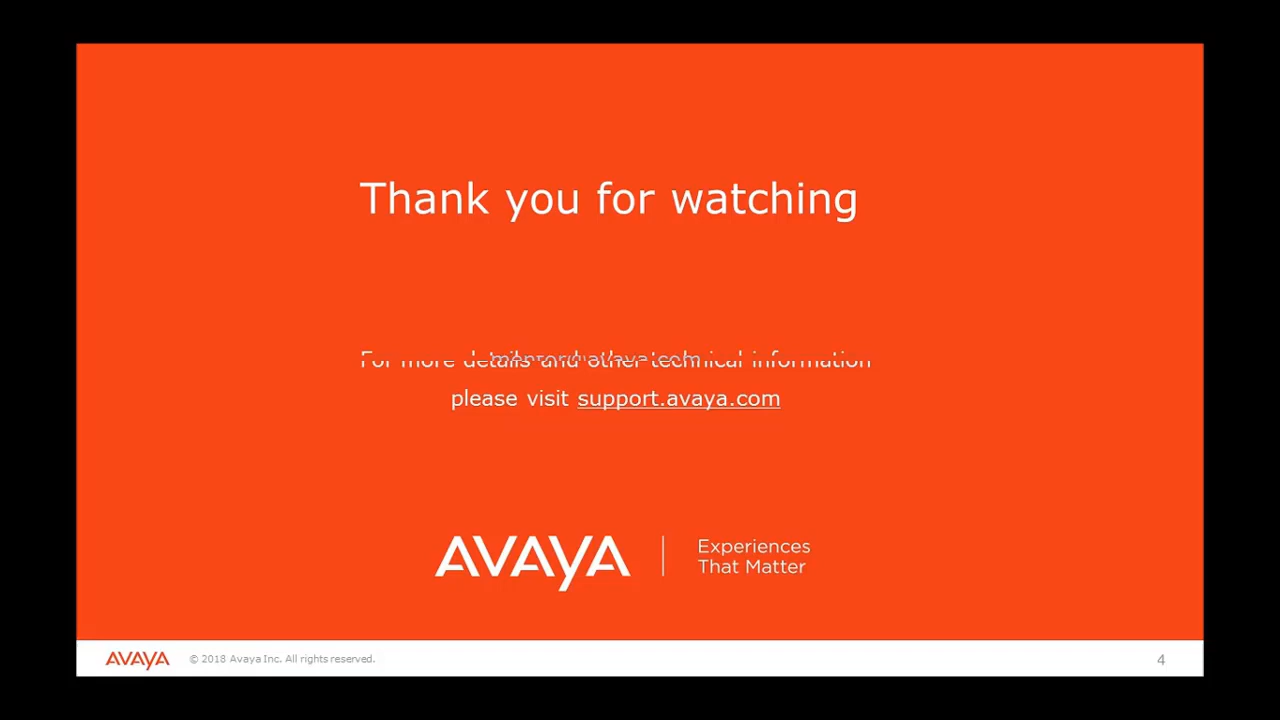 Thank you for watching
For more details and other technical information
please visit support.avaya.com
AVAYA
Experiences
That Matter
AVAYA
© 2018 Avaya Inc. All rights reserved.
4